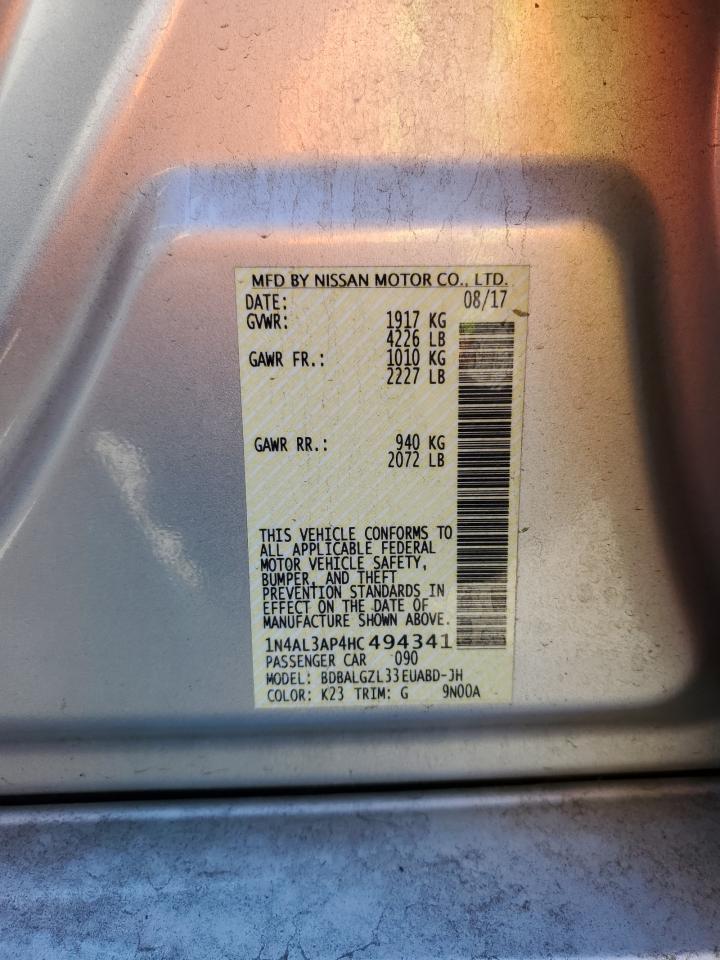 MFD BY NISSAN MOTOR CO., LTD.
DATE: 08/17
GVWR: 1917 KG
4226 LB
GAWR FR.: 1010 KG
2227 LB
GAWR RR.: 940 KG
2072 LB
THIS VEHICLE CONFORMS TO
ALL APPLICABLE FEDERAL
MOTOR VEHICLE SAFETY,
BUMPER, AND THEFT
PREVENTION STANDARDS IN
EFFECT ON THE DATE OF
MANUFACTURE SHOWN ABOVE.
1N4AL3AP4HC494341
PASSENGER CAR 090
MODEL: BDBALGZL33EUABD-JH
COLOR: K23 TRIM: G 9N00A